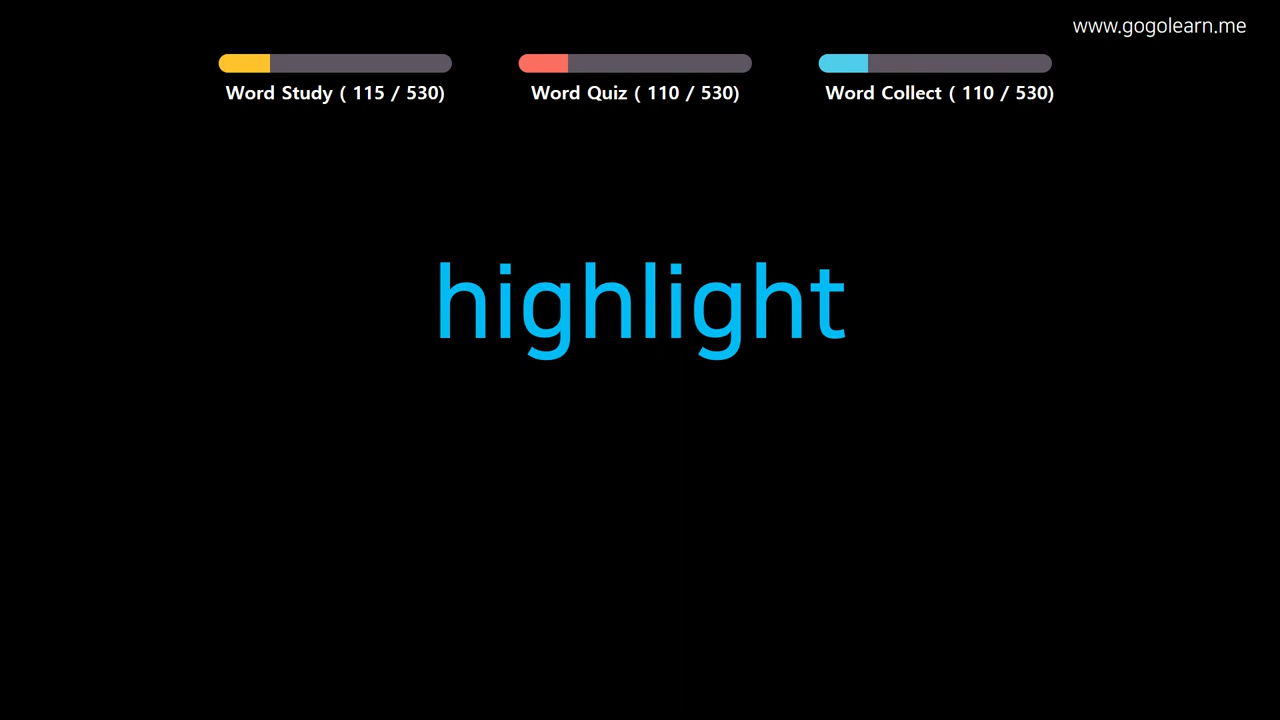 www.gogolearn.me
Word Study ( 115 / 530)
Word Quiz ( 110 / 530)
Word Collect ( 110 / 530)
highlight